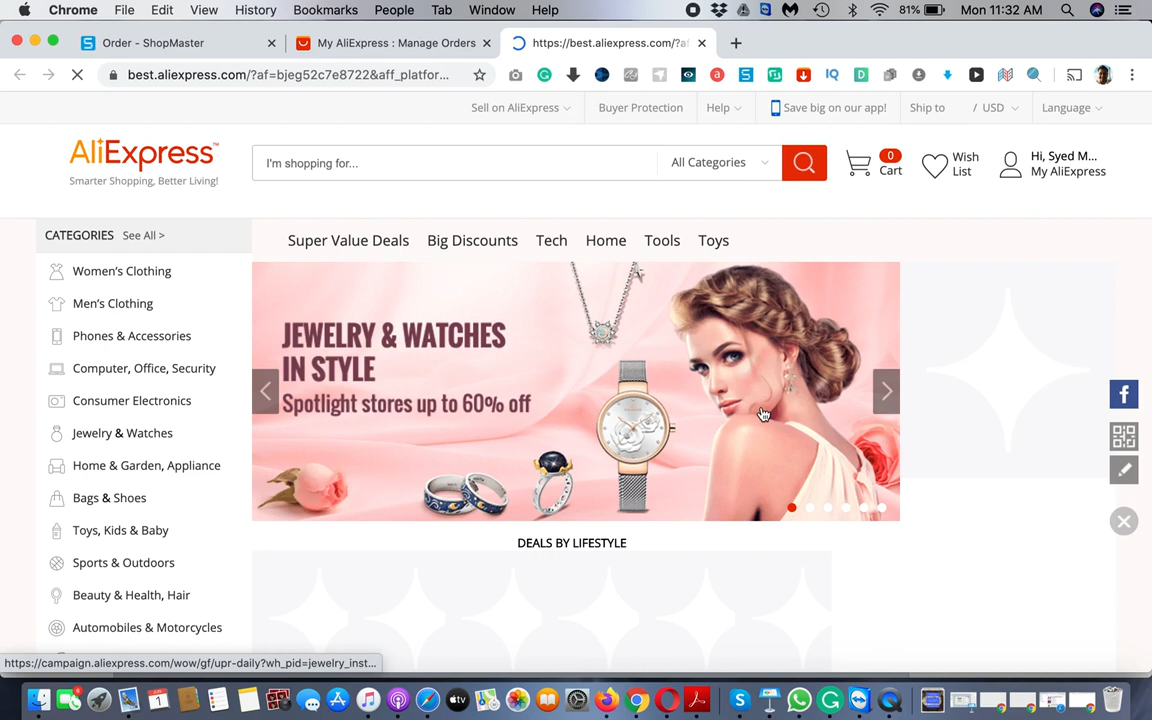 Chrome File Edit View History Bookmarks People Tab Window Help 81% Mon 11:32 AM
Order - ShopMaster My AliExpress : Manage Orders https://best.aliexpress.com/?af
best.aliexpress.com/?af=bjeg52c7e8722&aff_platfor...
Sell on AliExpress Buyer Protection Help Save big on our app! Ship to / USD Language
AliExpress™
Smarter Shopping, Better Living!
I'm shopping for... All Categories
0
Cart
Wish
List
Hi, Syed M...
My AliExpress
CATEGORIES See All >
Super Value Deals Big Discounts Tech Home Tools Toys
Women's Clothing
Men's Clothing
Phones & Accessories
Computer, Office, Security
Consumer Electronics
Jewelry & Watches
Home & Garden, Appliance
Bags & Shoes
Toys, Kids & Baby
Sports & Outdoors
Beauty & Health, Hair
Automobiles & Motorcycles
JEWELRY & WATCHES
IN STYLE
Spotlight stores up to 60% off
DEALS BY LIFESTYLE
https://campaign.aliexpress.com/wow/gf/upr-daily?wh_pid=jewelry_inst...